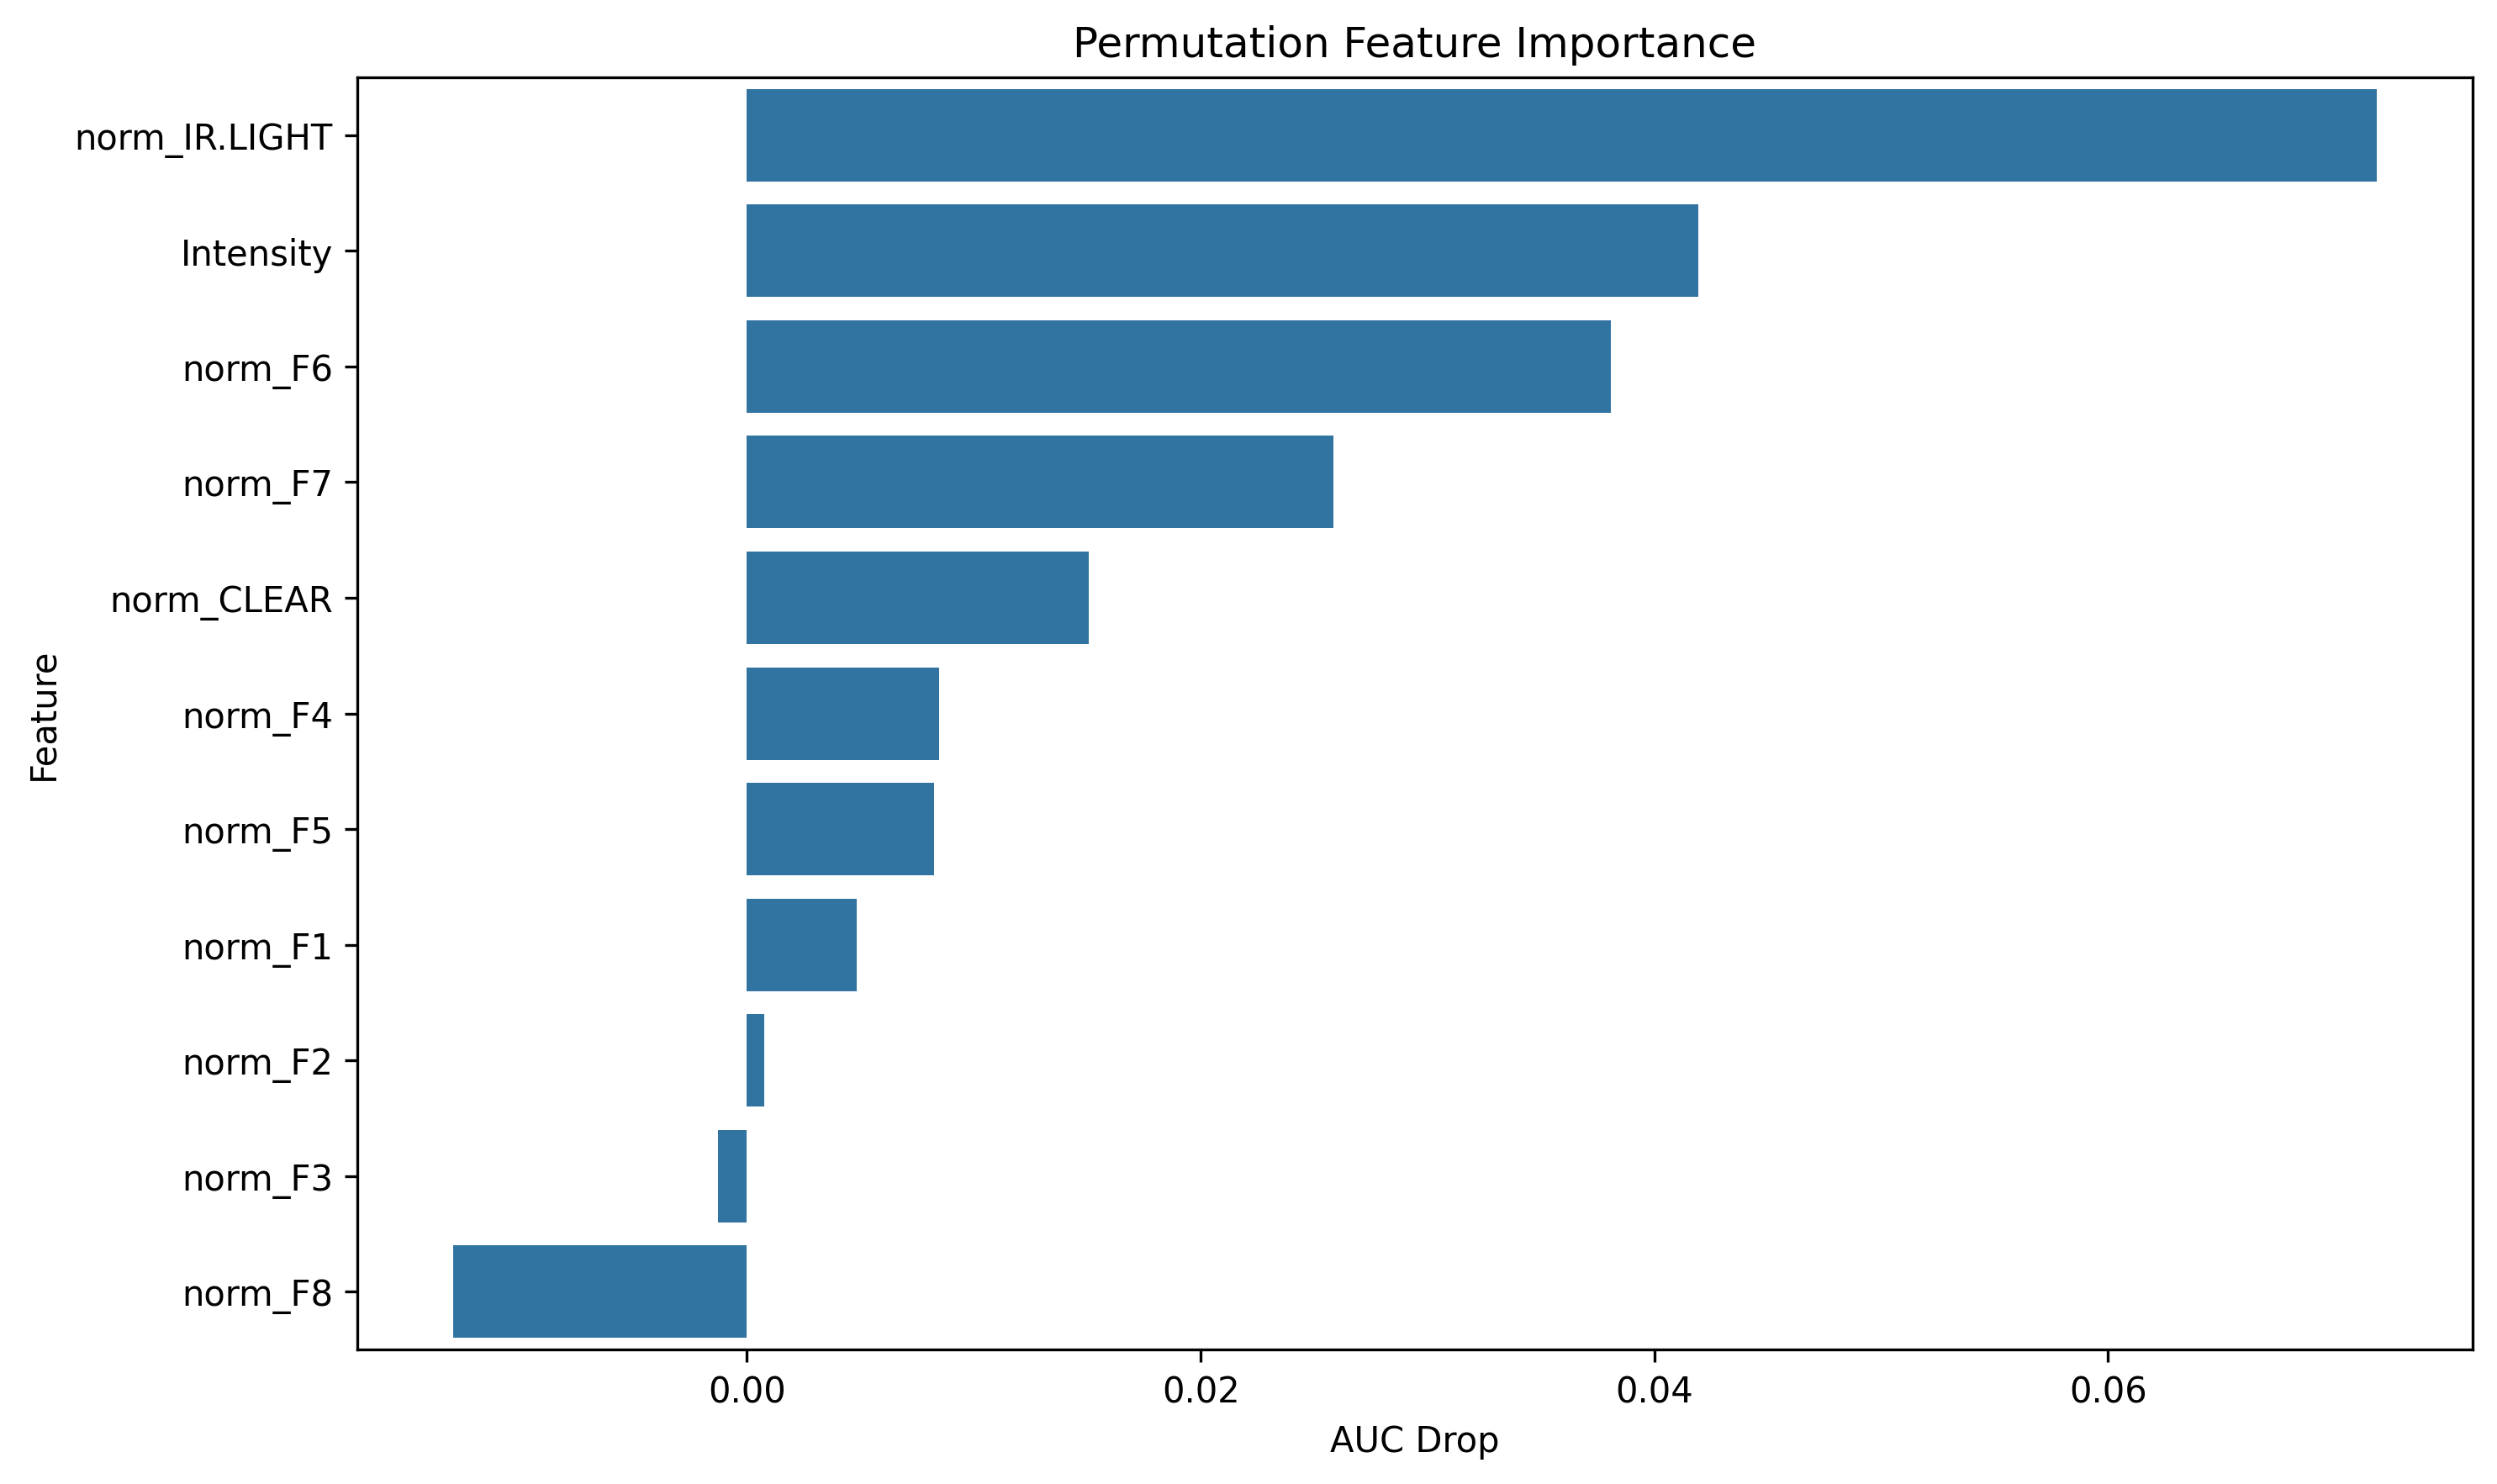 Permutation Feature Importance
norm_IR.LIGHT
Intensity
norm_F6
norm_F7
norm_CLEAR
norm_F4
norm_F5
norm_F1
norm_F2
norm_F3
norm_F8
Feature
0.00 0.02 0.04 0.06
AUC Drop